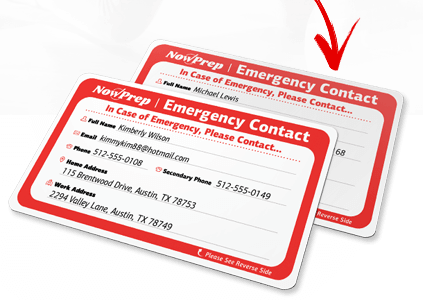 NowPrep | Emergency Contact
In Case of Emergency, Please Contact...
Full Name Michael Lewis
68
Please See Reverse Side
NowPrep | Emergency Contact
In Case of Emergency, Please Contact...
Full Name Kimberly Wilson
Email kimmykim88@hotmail.com
Phone 512-555-0108 Secondary Phone 512-555-0149
Home Address
115 Brentwood Drive, Austin, TX 78753
Work Address
2294 Valley Lane, Austin, TX 78749
Please See Reverse Side